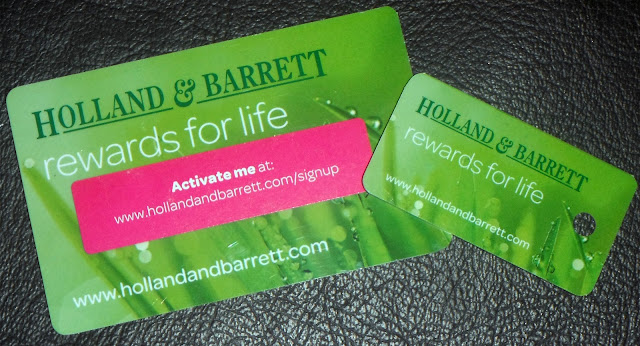 HOLLAND & BARRETT
rewards for life
Activate me at:
www.hollandandbarrett.com/signup
www.hollandandbarrett.com
HOLLAND & BARRETT
rewards for life
www.hollandandbarrett.com